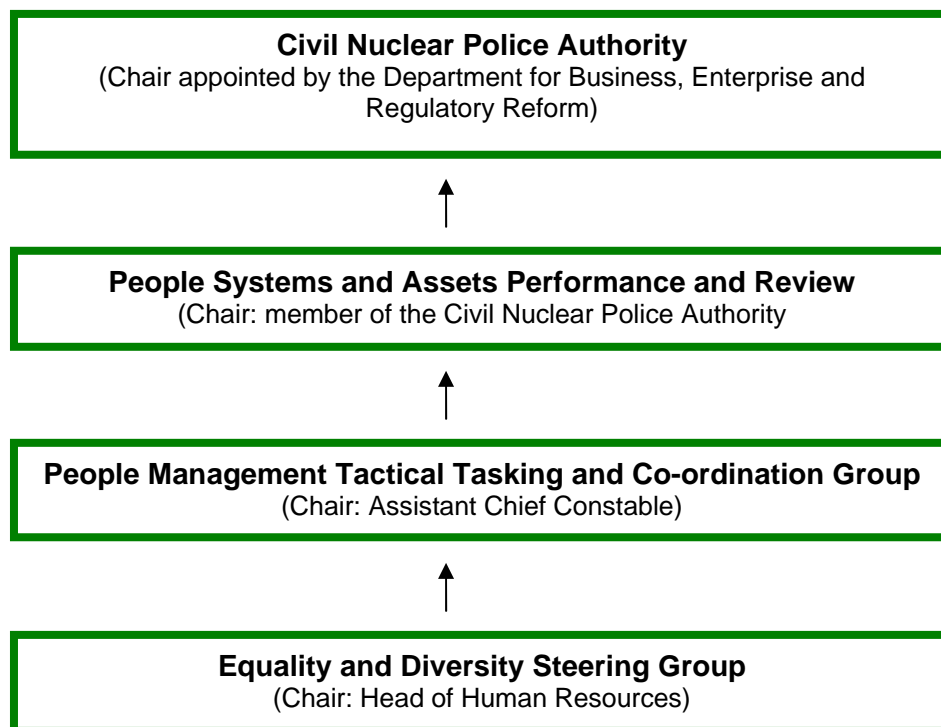 Civil Nuclear Police Authority
(Chair appointed by the Department for Business, Enterprise and
Regulatory Reform)
People Systems and Assets Performance and Review
(Chair: member of the Civil Nuclear Police Authority
People Management Tactical Tasking and Co-ordination Group
(Chair: Assistant Chief Constable)
Equality and Diversity Steering Group
(Chair: Head of Human Resources)